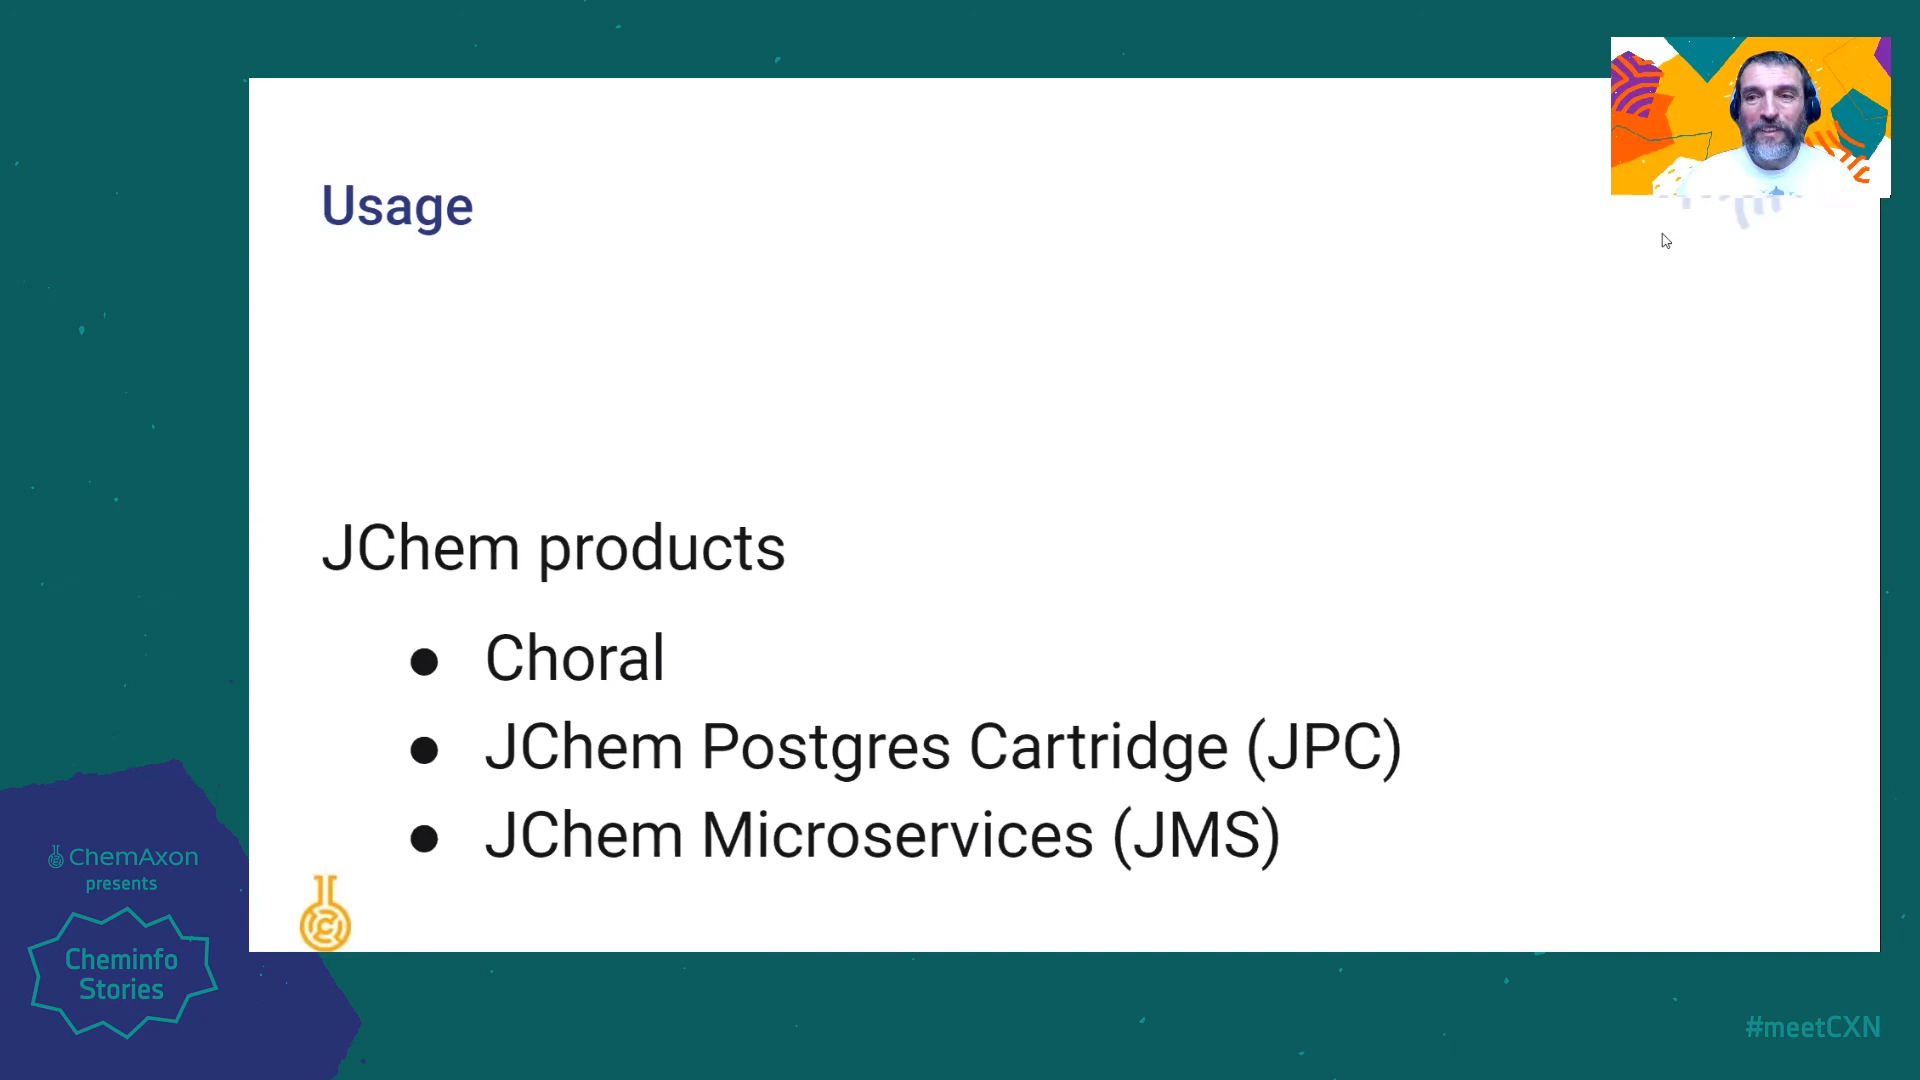 Usage
JChem products
● Choral
● JChem Postgres Cartridge (JPC)
● JChem Microservices (JMS)
ChemAxon
presents
Cheminfo
Stories
#meetCXN